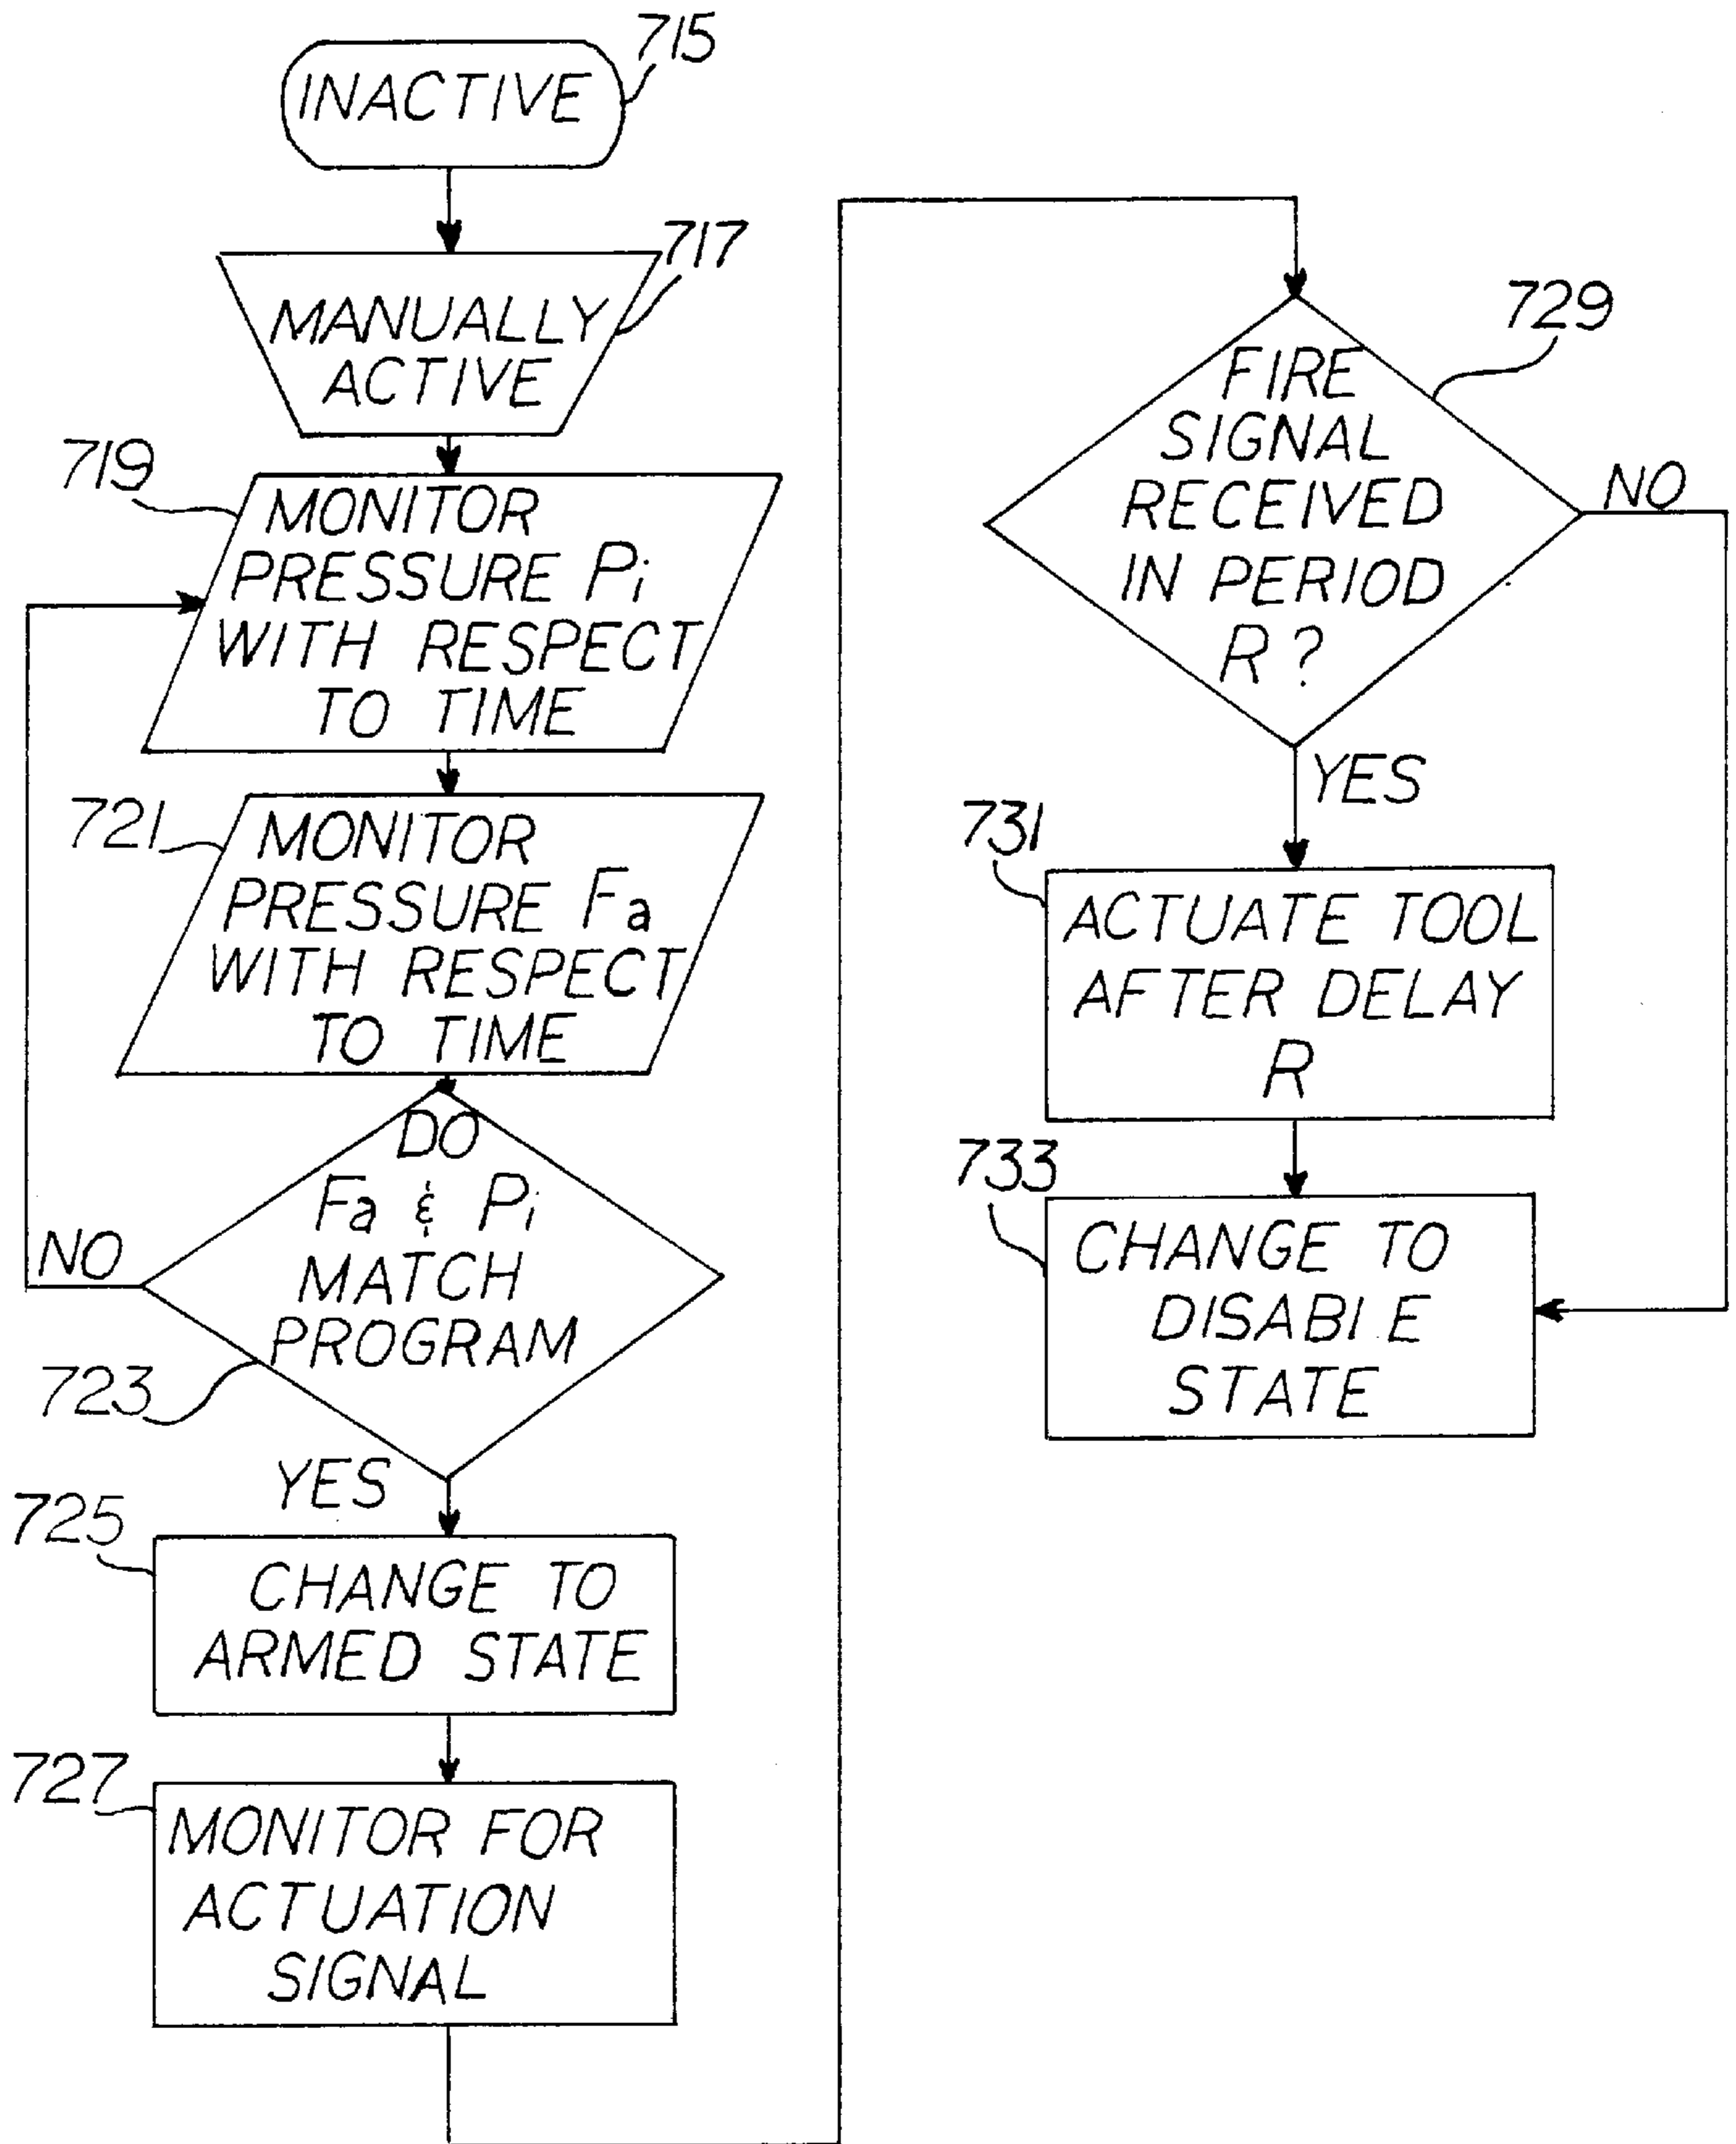 715
INACTIVE
717
MANUALLY
ACTIVE
719
MONITOR
PRESSURE Pi
WITH RESPECT
TO TIME
721
MONITOR
PRESSURE Fa
WITH RESPECT
TO TIME
DO
Fa & Pi
MATCH
PROGRAM
NO
723
YES
725
CHANGE TO
ARMED STATE
727
MONITOR FOR
ACTUATION
SIGNAL
729
FIRE
SIGNAL
RECEIVED
IN PERIOD
R ?
NO
YES
731
ACTUATE TOOL
AFTER DELAY
R
733
CHANGE TO
DISABLE
STATE